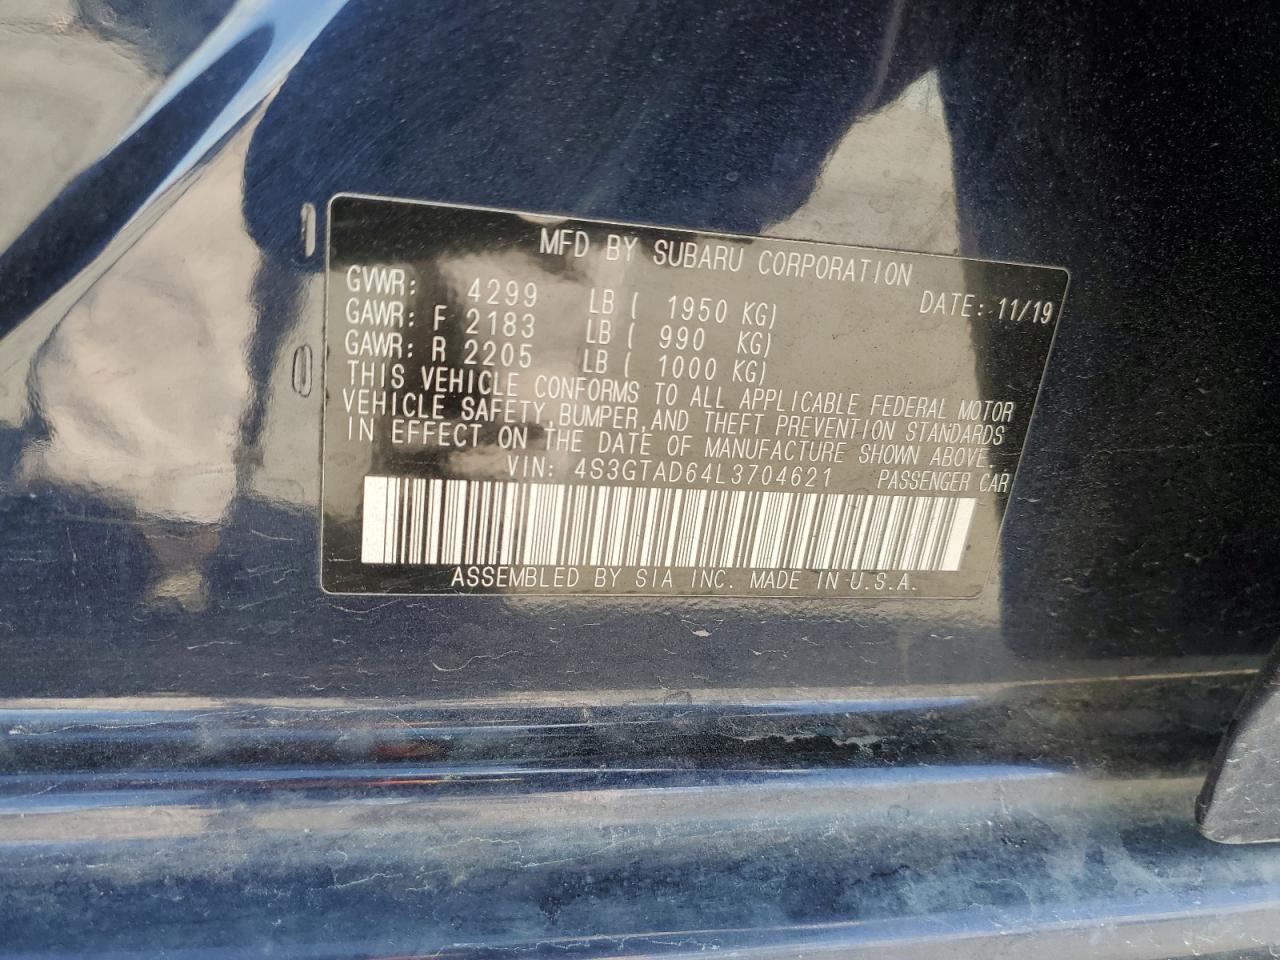 MFD BY SUBARU CORPORATION
GVWR: 4299 LB ( 1950 KG) DATE: 11/19
GAWR: F 2183 LB ( 990 KG)
GAWR: R 2205 LB ( 1000 KG)
THIS VEHICLE CONFORMS TO ALL APPLICABLE FEDERAL MOTOR
VEHICLE SAFETY, BUMPER, AND THEFT PREVENTION STANDARDS
IN EFFECT ON THE DATE OF MANUFACTURE SHOWN ABOVE.
VIN: 4S3GTAD64L3704621 PASSENGER CAR
ASSEMBLED BY SIA INC. MADE IN U.S.A.